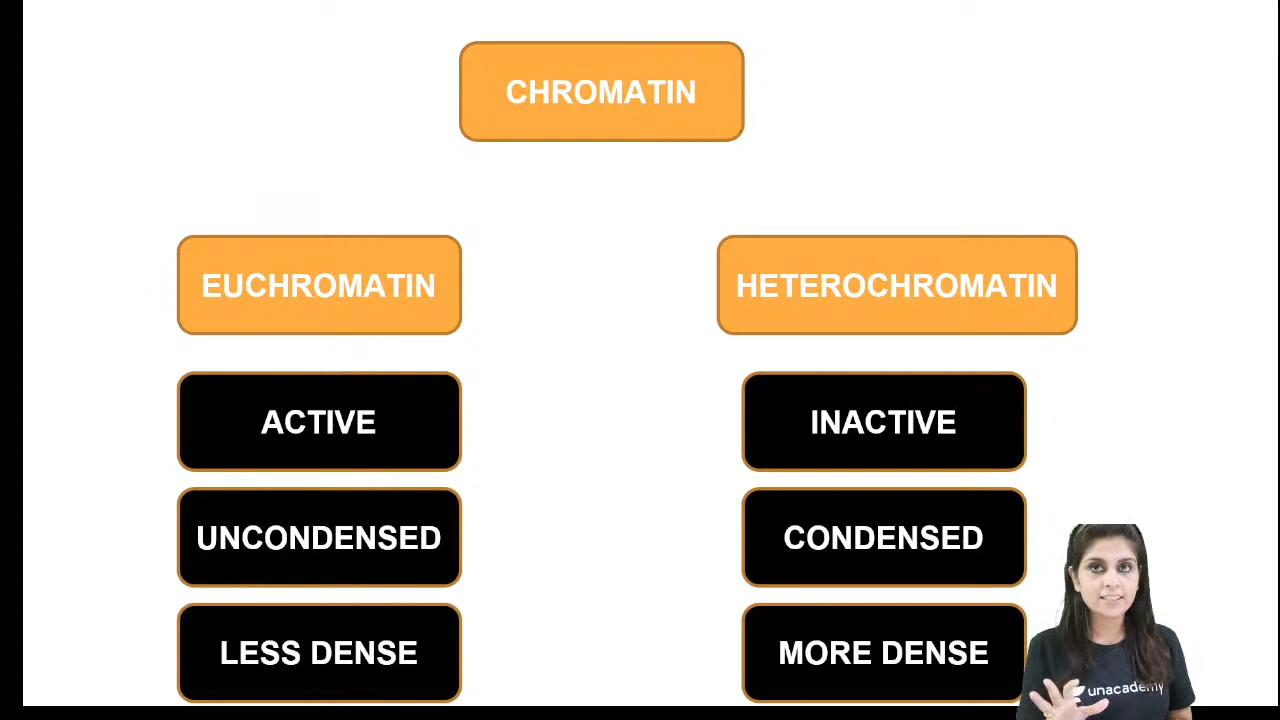 CHROMATIN
EUCHROMATIN
HETEROCHROMATIN
ACTIVE
INACTIVE
UNCONDENSED
CONDENSED
LESS DENSE
MORE DENSE
unacademy